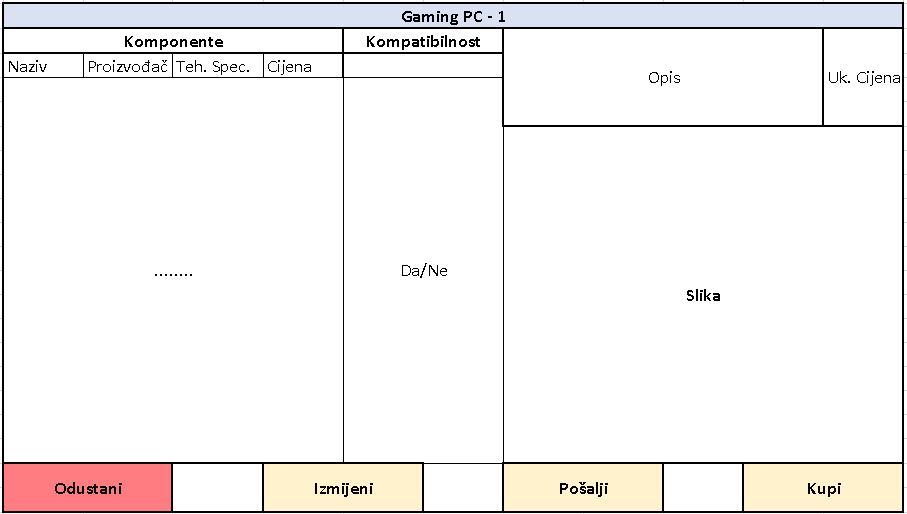 Gaming PC - 1
Komponente
Kompatibilnost
Naziv
Proizvođač
Teh. Spec.
Cijena
Opis
Uk. Cijena
........
Da/Ne
Slika
Odustani
Izmijeni
Pošalji
Kupi